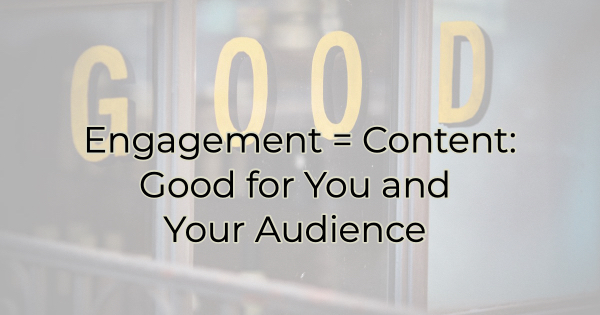 GOOD
Engagement = Content:
Good for You and
Your Audience